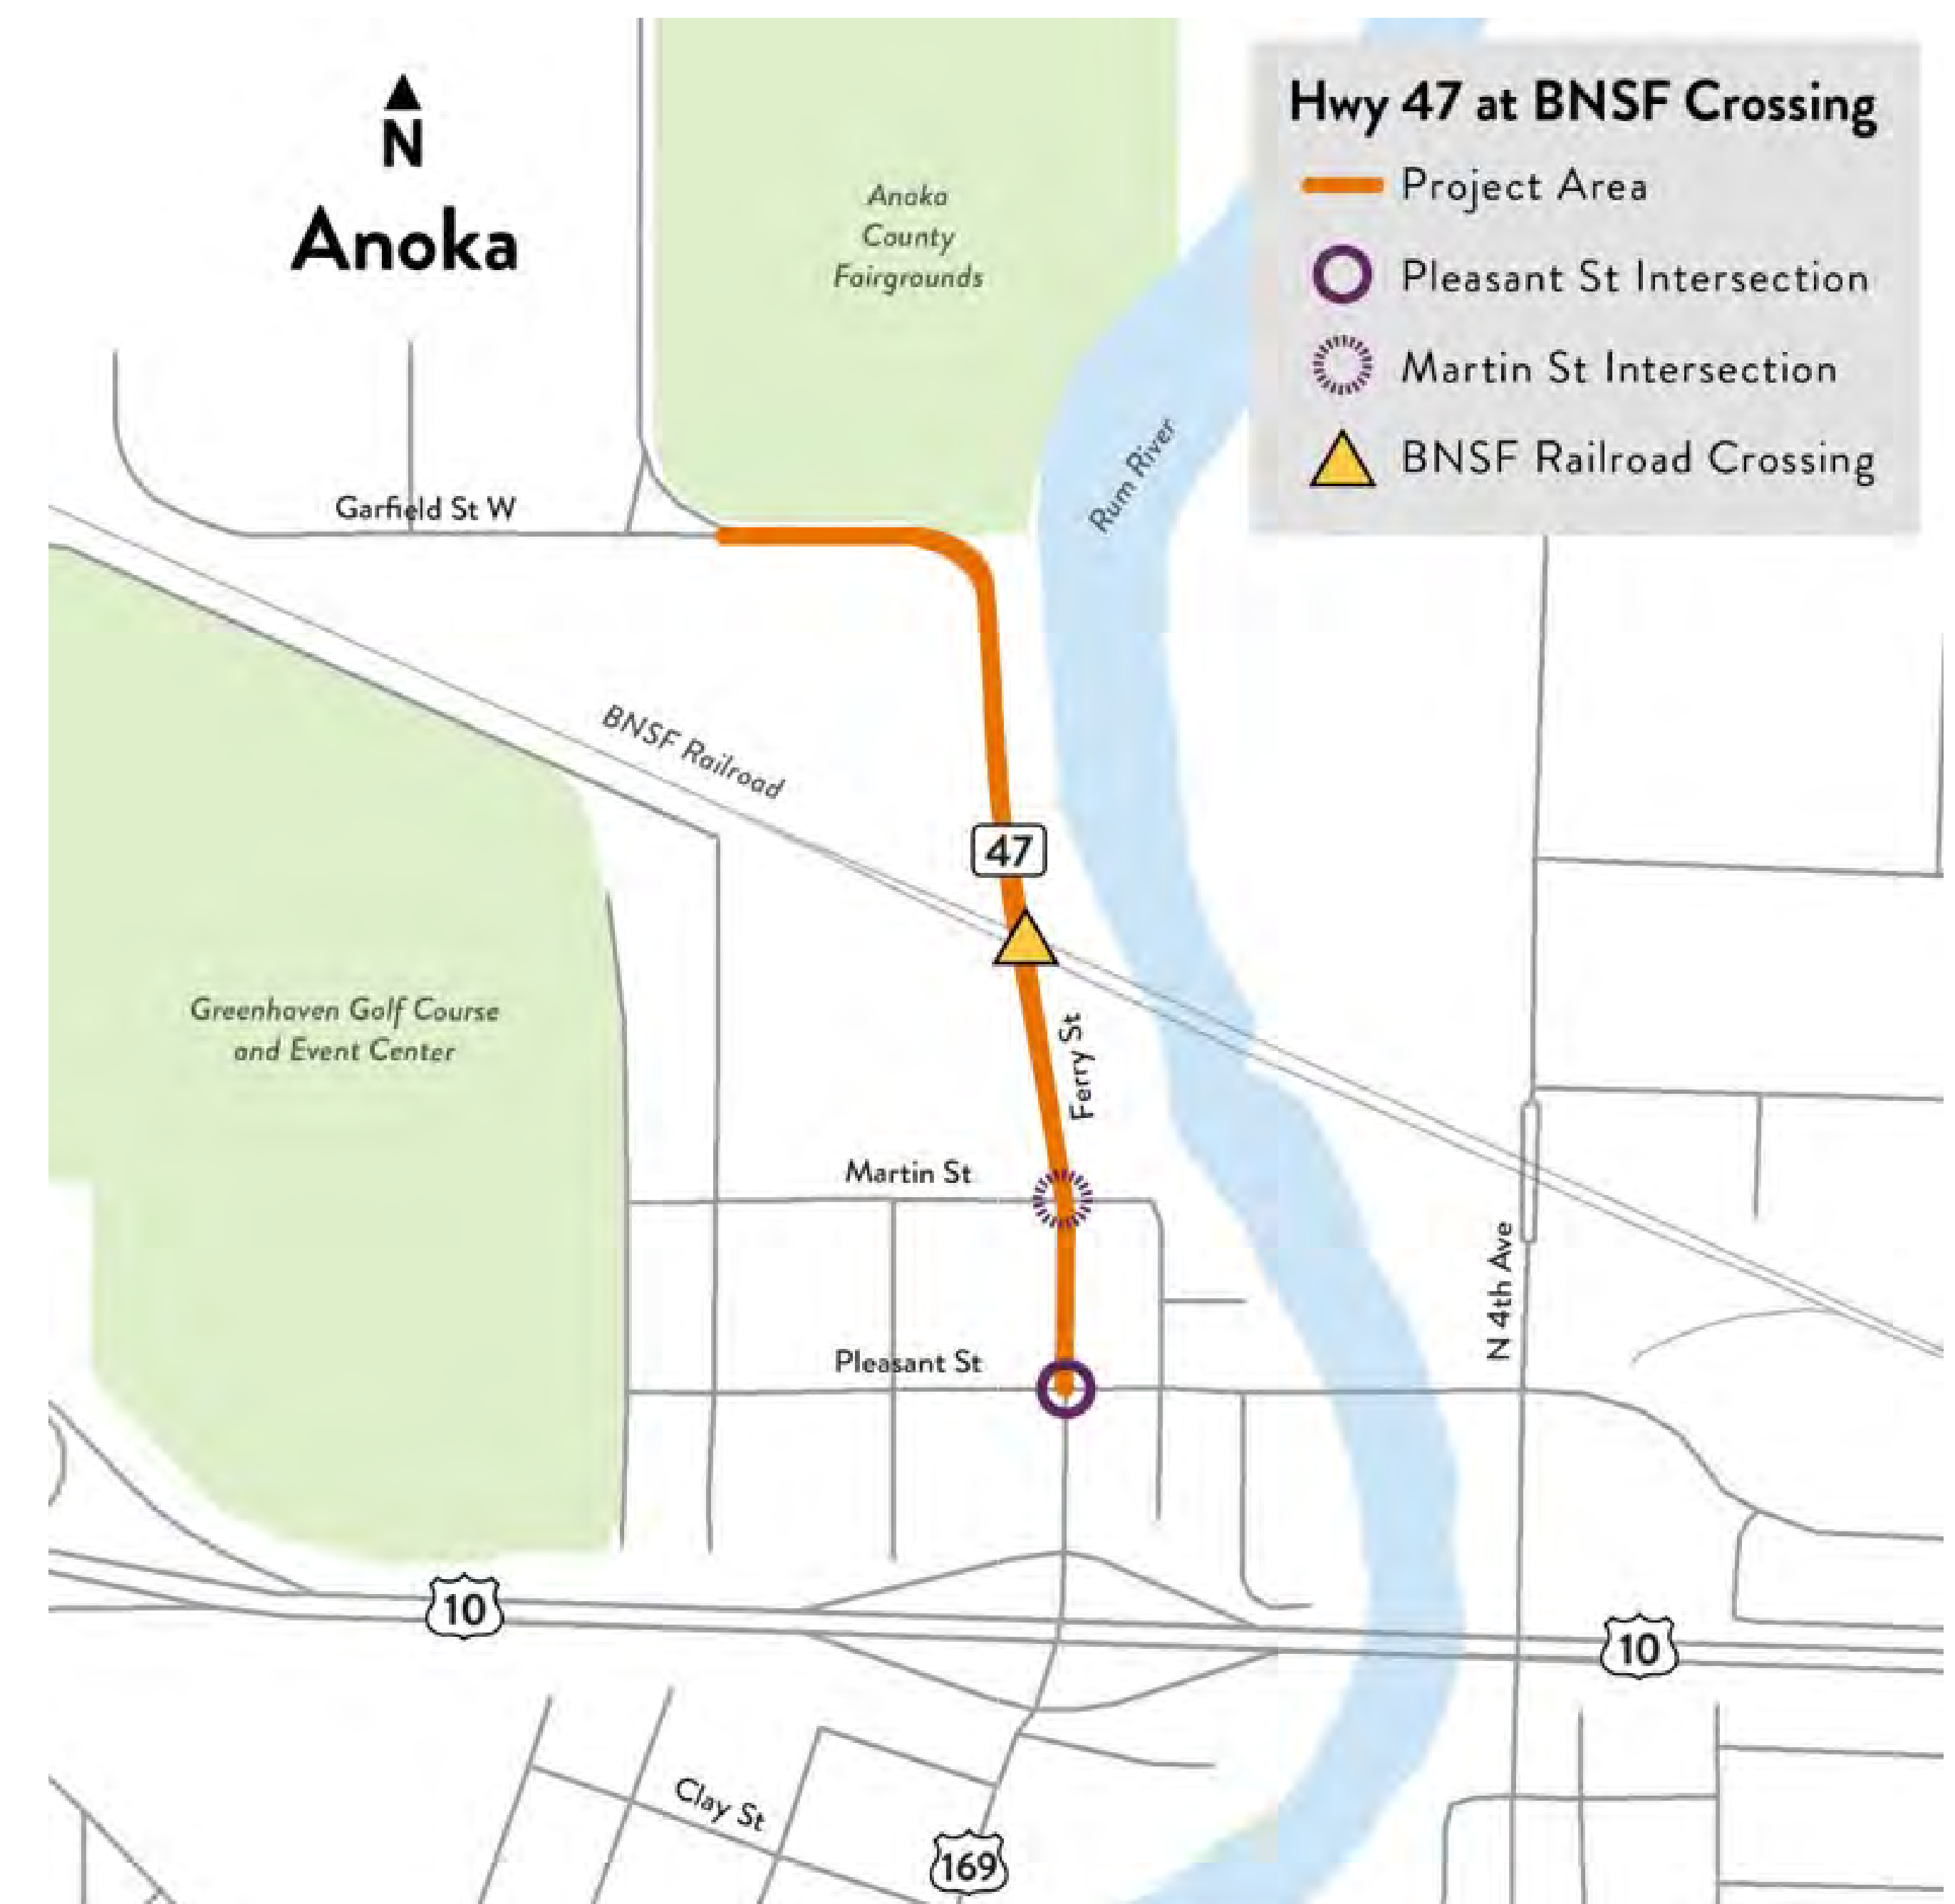 N
Anoka
Hwy 47 at BNSF Crossing
Project Area
Pleasant St Intersection
Martin St Intersection
BNSF Railroad Crossing
Anoka
County
Fairgrounds
Rum River
Garfield St W
BNSF Railroad
47
Greenhaven Golf Course
and Event Center
Ferry St
Martin St
N 4th Ave
Pleasant St
10
10
Clay St
169